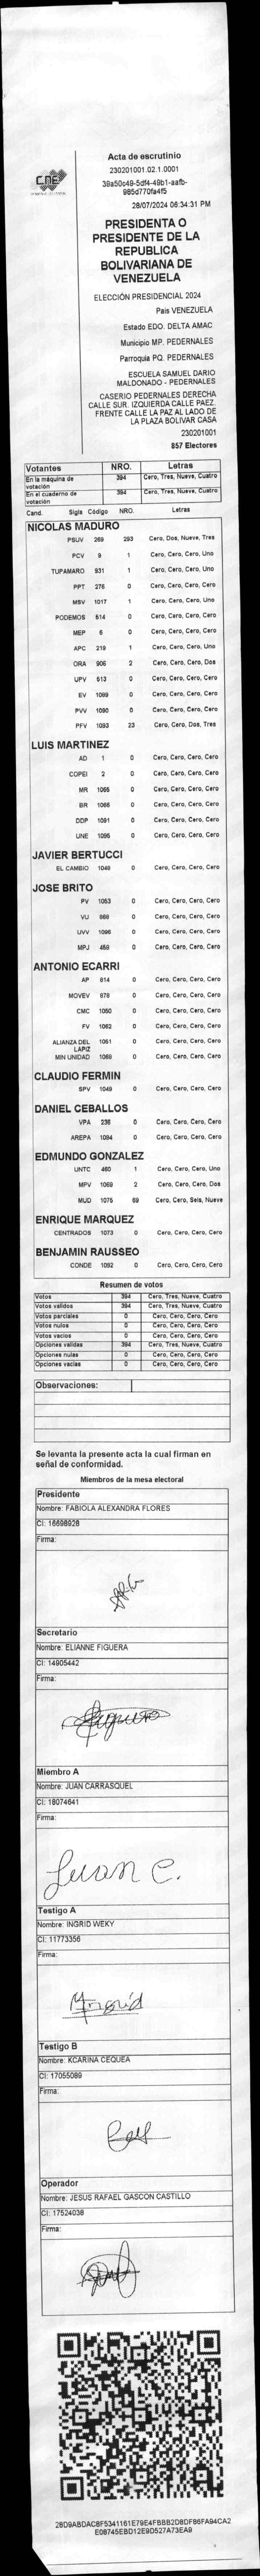 CNE
Acta de escrutinio
230201001.02.1.0001
39a50c49-5df4-49b1-aafb-
985d770fa4f5
28/07/2024 06:34:31 PM
PRESIDENTA O
PRESIDENTE DE LA
REPUBLICA
BOLIVARIANA DE
VENEZUELA
ELECCIÓN PRESIDENCIAL 2024
Pais VENEZUELA
Estado EDO. DELTA AMAC
Municipio MP. PEDERNALES
Parroquia PQ. PEDERNALES
ESCUELA SAMUEL DARIO
MALDONADO - PEDERNALES
CASERIO PEDERNALES DERECHA
CALLE SUR. IZQUIERDA CALLE PAEZ.
FRENTE CALLE LA PAZ AL LADO DE
LA PLAZA BOLIVAR CASA
230201001
857 Electores
Votantes NRO. Letras
En la máquina de votación 394 Cero, Tres, Nueve, Cuatro
En el cuaderno de votación 394 Cero, Tres, Nueve, Cuatro
Cand. Sigla Código NRO. Letras
NICOLAS MADURO
PSUV 269 293 Cero, Dos, Nueve, Tres
PCV 9 1 Cero, Cero, Cero, Uno
TUPAMARO 931 1 Cero, Cero, Cero, Uno
PPT 276 0 Cero, Cero, Cero, Cero
MSV 1017 1 Cero, Cero, Cero, Uno
PODEMOS 514 0 Cero, Cero, Cero, Cero
MEP 5 0 Cero, Cero, Cero, Cero
APC 219 1 Cero, Cero, Cero, Uno
ORA 906 2 Cero, Cero, Cero, Dos
UPV 513 0 Cero, Cero, Cero, Cero
EV 1089 0 Cero, Cero, Cero, Cero
PVV 1090 0 Cero, Cero, Cero, Cero
PFV 1093 23 Cero, Cero, Dos, Tres
LUIS MARTINEZ
AD 1 0 Cero, Cero, Cero, Cero
COPEI 2 0 Cero, Cero, Cero, Cero
MR 1055 0 Cero, Cero, Cero, Cero
BR 1066 0 Cero, Cero, Cero, Cero
DDP 1091 0 Cero, Cero, Cero, Cero
UNE 1095 0 Cero, Cero, Cero, Cero
JAVIER BERTUCCI
EL CAMBIO 1048 0 Cero, Cero, Cero, Cero
JOSE BRITO
PV 1053 0 Cero, Cero, Cero, Cero
VU 868 0 Cero, Cero, Cero, Cero
UVV 1096 0 Cero, Cero, Cero, Cero
MPJ 458 0 Cero, Cero, Cero, Cero
ANTONIO ECARRI
AP 814 0 Cero, Cero, Cero, Cero
MOVEV 878 0 Cero, Cero, Cero, Cero
CMC 1050 0 Cero, Cero, Cero, Cero
FV 1062 0 Cero, Cero, Cero, Cero
ALIANZA DEL LAPIZ 1051 0 Cero, Cero, Cero, Cero
MIN UNIDAD 1068 0 Cero, Cero, Cero, Cero
CLAUDIO FERMIN
SPV 1049 0 Cero, Cero, Cero, Cero
DANIEL CEBALLOS
VPA 236 0 Cero, Cero, Cero, Cero
AREPA 1094 0 Cero, Cero, Cero, Cero
EDMUNDO GONZALEZ
UNTC 460 1 Cero, Cero, Cero, Uno
MPV 1069 2 Cero, Cero, Cero, Dos
MUD 1075 69 Cero, Cero, Seis, Nueve
ENRIQUE MARQUEZ
CENTRADOS 1073 0 Cero, Cero, Cero, Cero
BENJAMIN RAUSSEO
CONDE 1092 0 Cero, Cero, Cero, Cero
Resumen de votos
Votos 394 Cero, Tres, Nueve, Cuatro
Votos validos 394 Cero, Tres, Nueve, Cuatro
Votos parciales 0 Cero, Cero, Cero, Cero
Votos nulos 0 Cero, Cero, Cero, Cero
Votos vacios 0 Cero, Cero, Cero, Cero
Opciones validas 394 Cero, Tres, Nueve, Cuatro
Opciones nulas 0 Cero, Cero, Cero, Cero
Opciones vacias 0 Cero, Cero, Cero, Cero
Observaciones:
Se levanta la presente acta la cual firman en
señal de conformidad.
Miembros de la mesa electoral
Presidente
Nombre: FABIOLA ALEXANDRA FLORES
CI: 16698928
Firma:
Secretario
Nombre: ELIANNE FIGUERA
CI: 14905442
Firma:
Miembro A
Nombre: JUAN CARRASQUEL
CI: 18074641
Firma:
Juan C.
Testigo A
Nombre: INGRID WEKY
CI: 11773356
Firma:
Ingrid
Testigo B
Nombre: KCARINA CEQUEA
CI: 17055089
Firma:
Operador
Nombre: JESUS RAFAEL GASCON CASTILLO
CI: 17524038
Firma:
28D9ABDAC8F5341161E79E4FBBB2D8DF86FA94CA2
E08745EBD12E9D527A73EA9